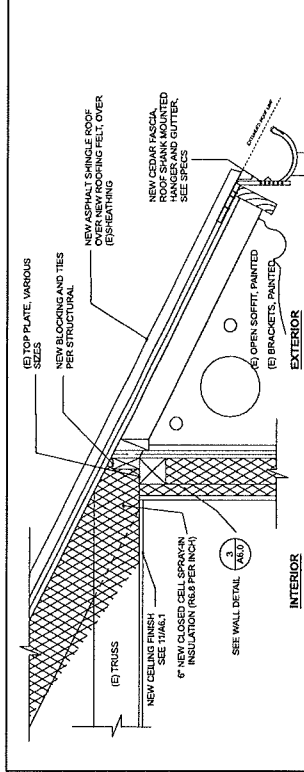 (E) TOP PLATE, VARIOUS
SIZES
NEW BLOCKING AND TIES
PER STRUCTURAL
NEW ASPHALT SHINGLE ROOF
OVER NEW ROOFING FELT, OVER
(E)SHEATHING
NEW CEDAR FASCIA,
ROOF SHANK MOUNTED
HANGER AND GUTTER,
SEE SPECS
EXTENDED ROOF LINE
(E) TRUSS
NEW CEILING FINISH
SEE 11/A6.1
6" NEW CLOSED CELL SPRAY-IN
INSULATION (R6.8 PER INCH)
SEE WALL DETAIL
3
A6.0
(E) OPEN SOFFIT, PAINTED
(E) BRACKETS, PAINTED
EXTERIOR
INTERIOR